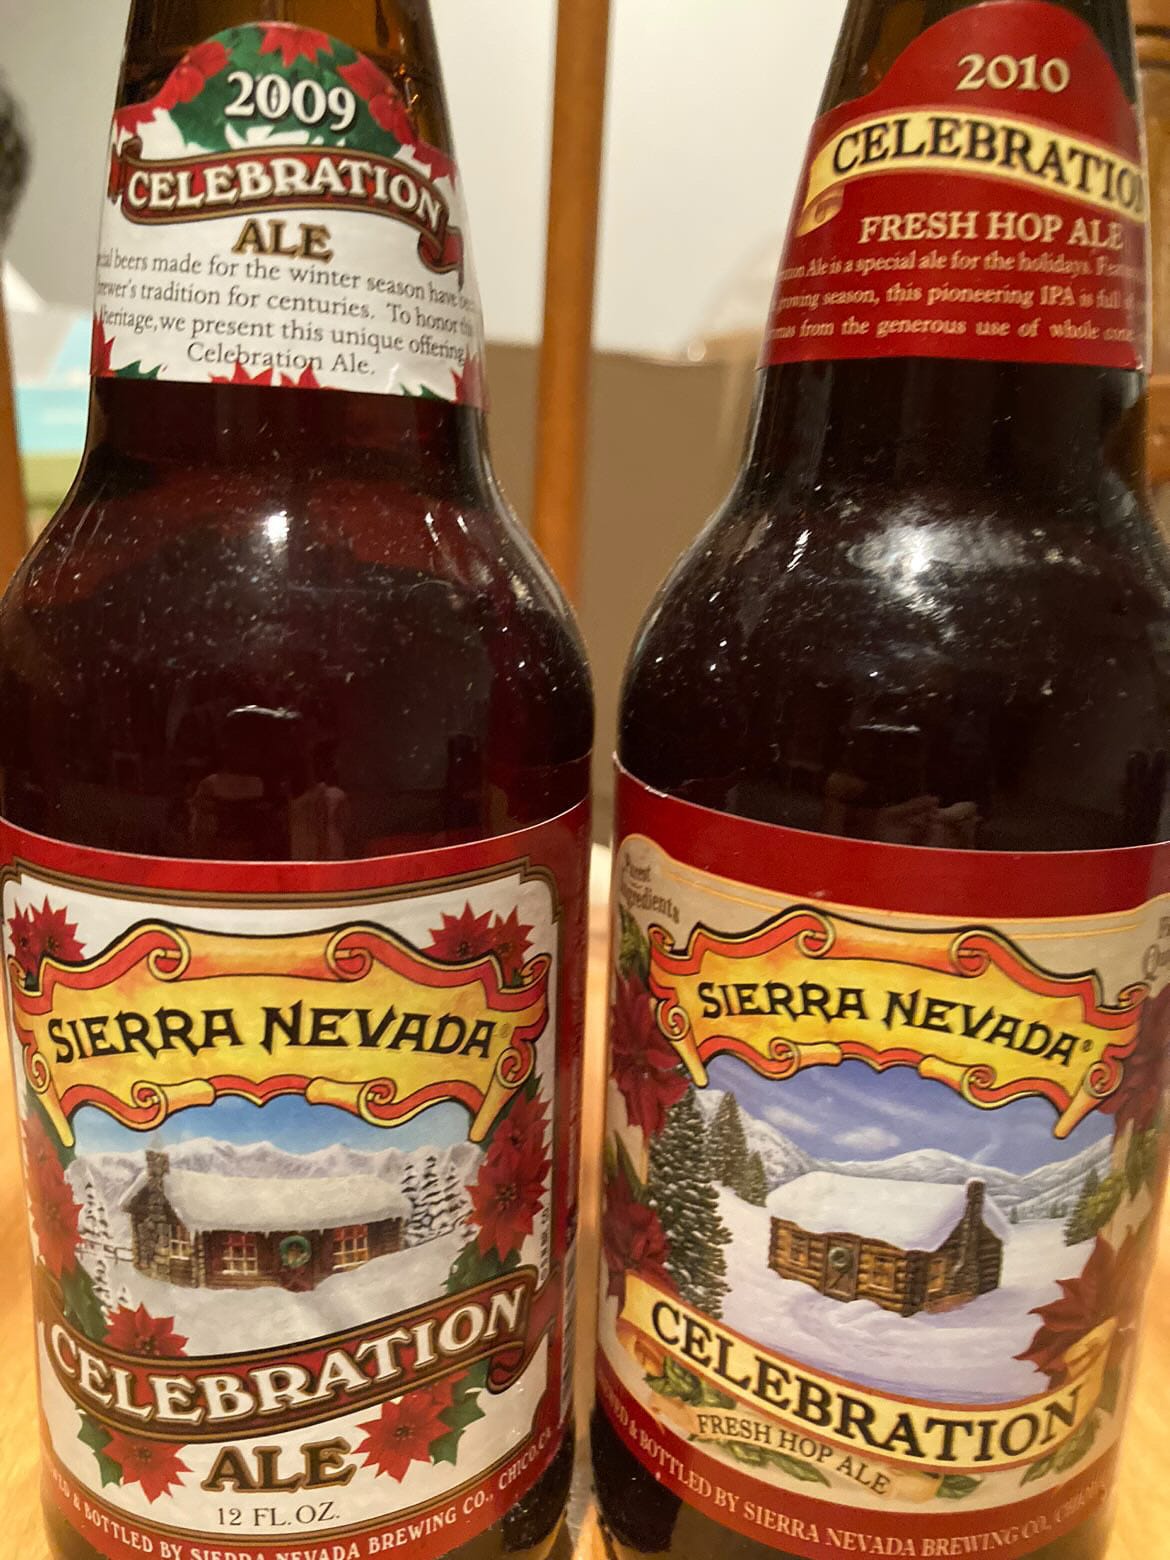 2009
CELEBRATION
ALE
beers made for the winter season have
tradition for centuries. To honor
heritage, we present this unique offering
Celebration Ale.
SIERRA NEVADA®
CELEBRATION
ALE
12 FL. OZ.
& BOTTLED BY SIERRA NEVADA BREWING CO., CHICO, CA
2010
CELEBRATION
FRESH HOP ALE
Ale is a special ale for the holidays.
season, this pioneering IPA is full
from the generous use of whole
Ingredients
SIERRA NEVADA®
CELEBRATION
FRESH HOP ALE
& BOTTLED BY SIERRA NEVADA BREWING CO.,